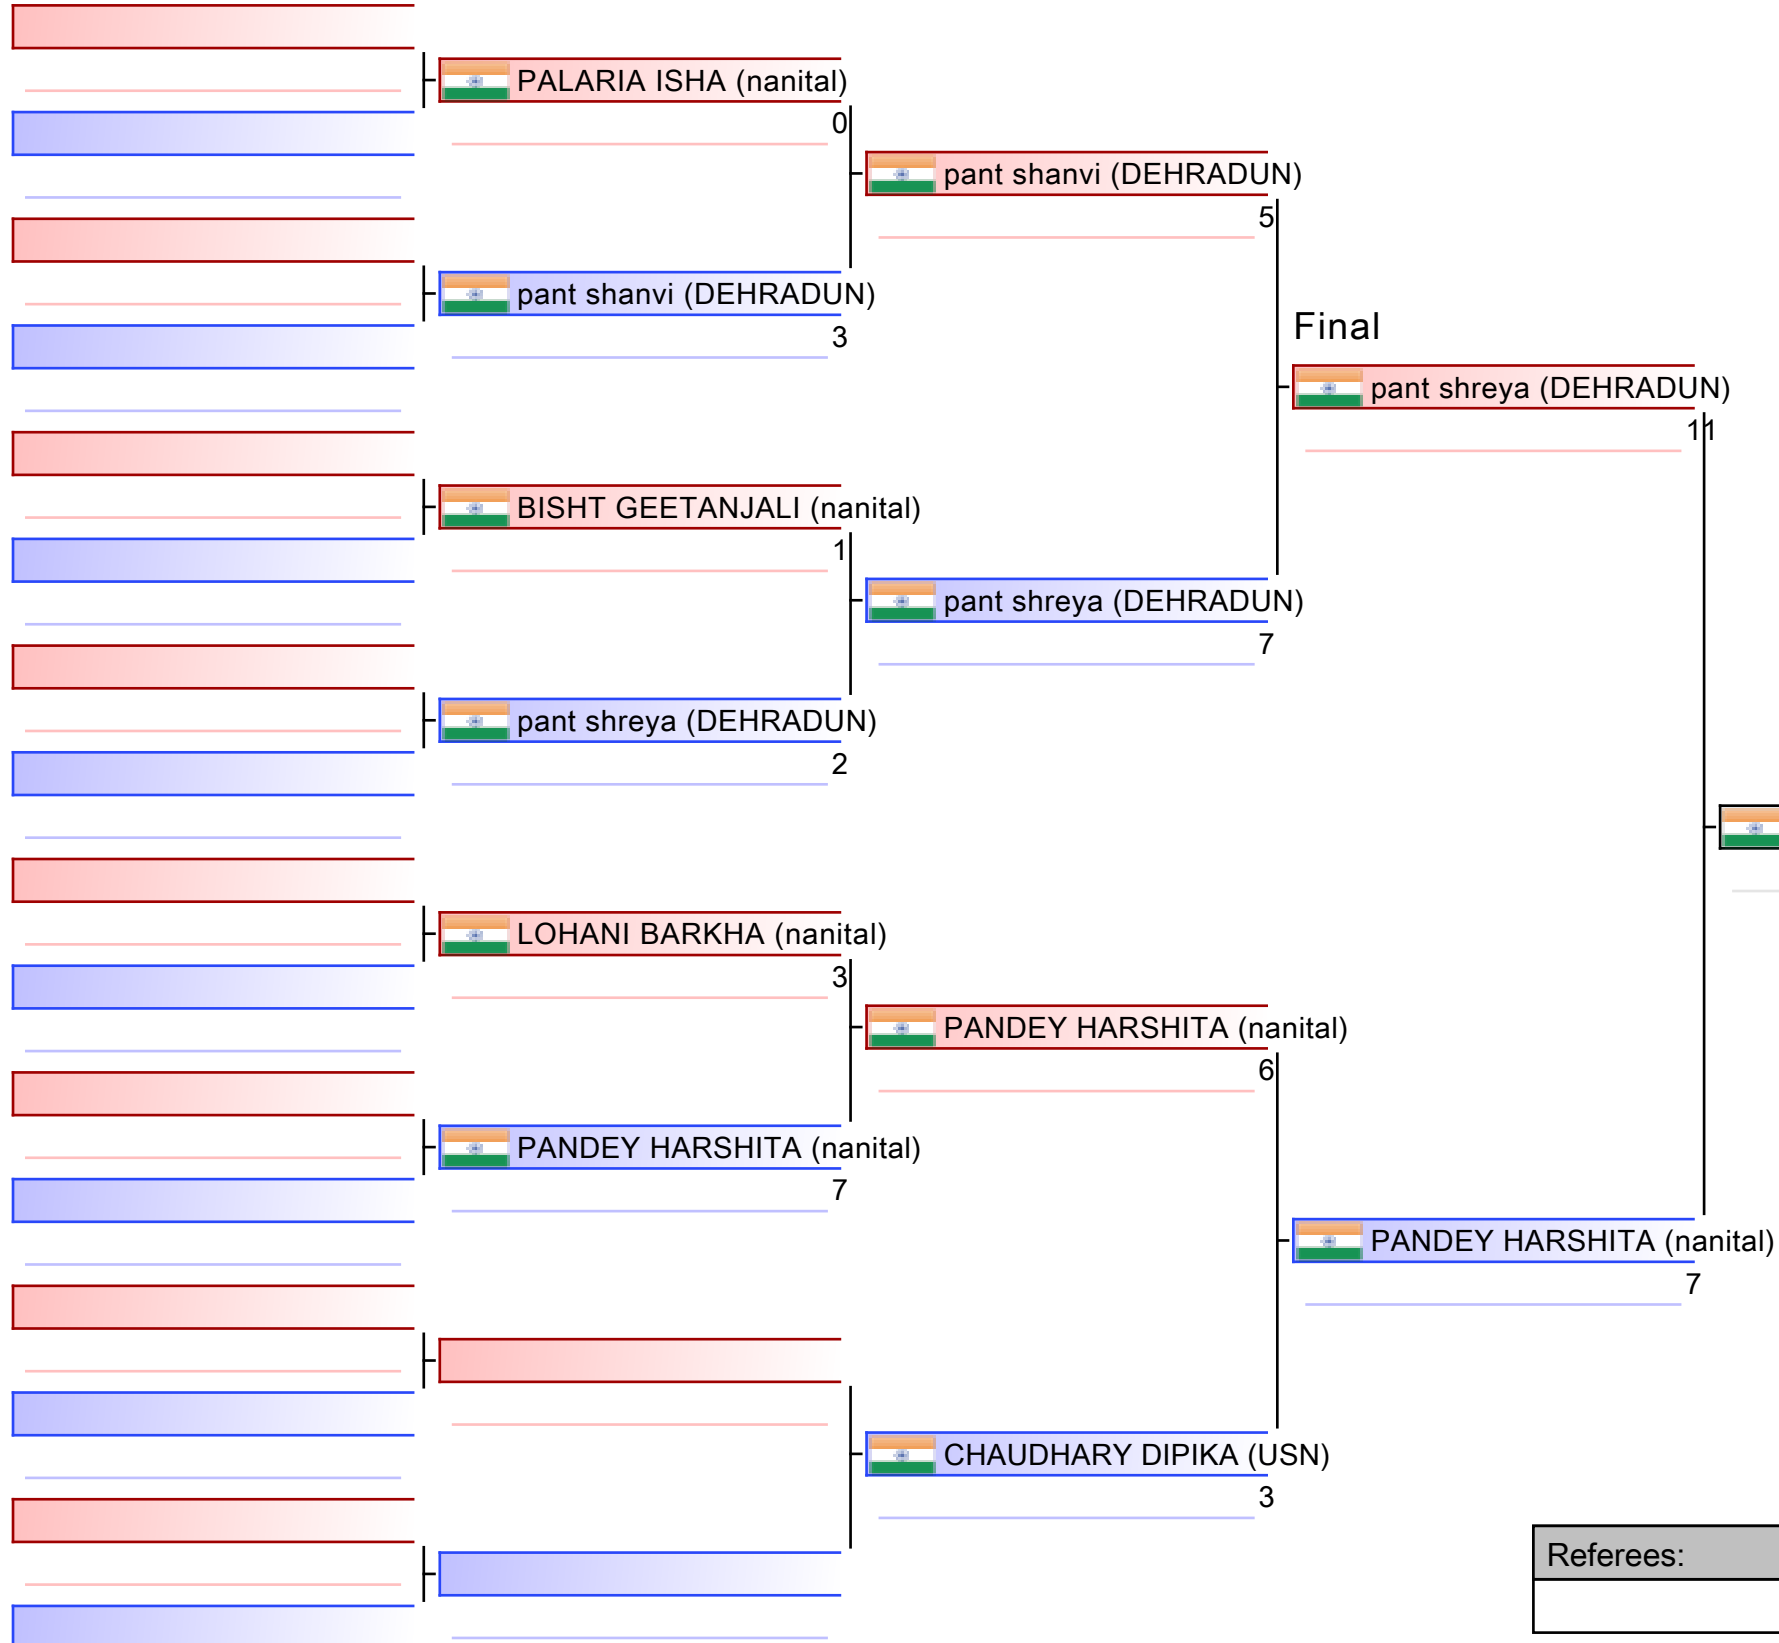 PALARIA ISHA (nanital)
0
pant shanvi (DEHRADUN)
5
pant shanvi (DEHRADUN)
3
Final
pant shreya (DEHRADUN)
11
BISHT GEETANJALI (nanital)
1
pant shreya (DEHRADUN)
7
pant shreya (DEHRADUN)
2
LOHANI BARKHA (nanital)
3
PANDEY HARSHITA (nanital)
6
PANDEY HARSHITA (nanital)
7
PANDEY HARSHITA (nanital)
7
CHAUDHARY DIPIKA (USN)
3
Referees: